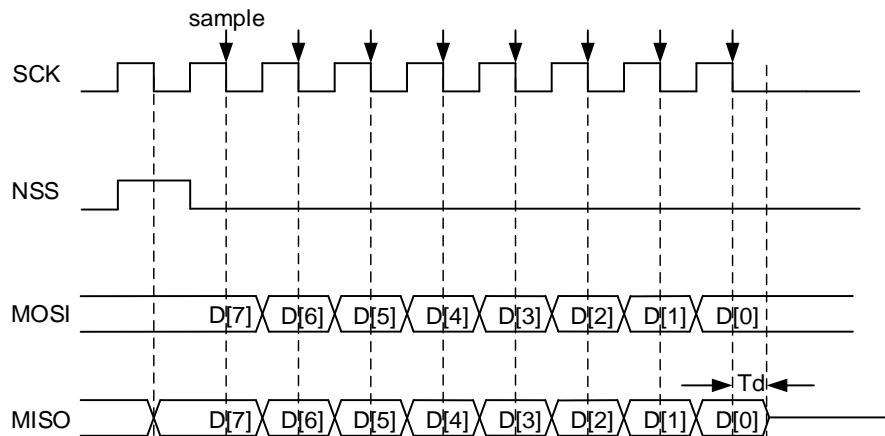 sample
SCK
NSS
MOSI D[7] D[6] D[5] D[4] D[3] D[2] D[1] D[0]
Td
MISO D[7] D[6] D[5] D[4] D[3] D[2] D[1] D[0]